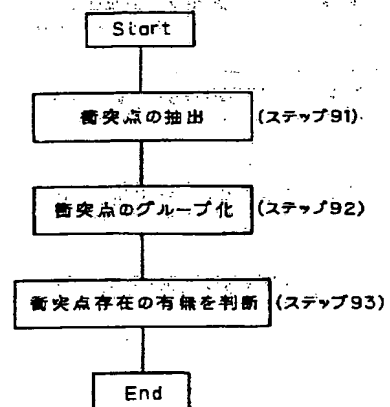 Start
衝突点の抽出 (ステップ91)
衝突点のグループ化 (ステップ92)
衝突点存在の有無を判断 (ステップ93)
End